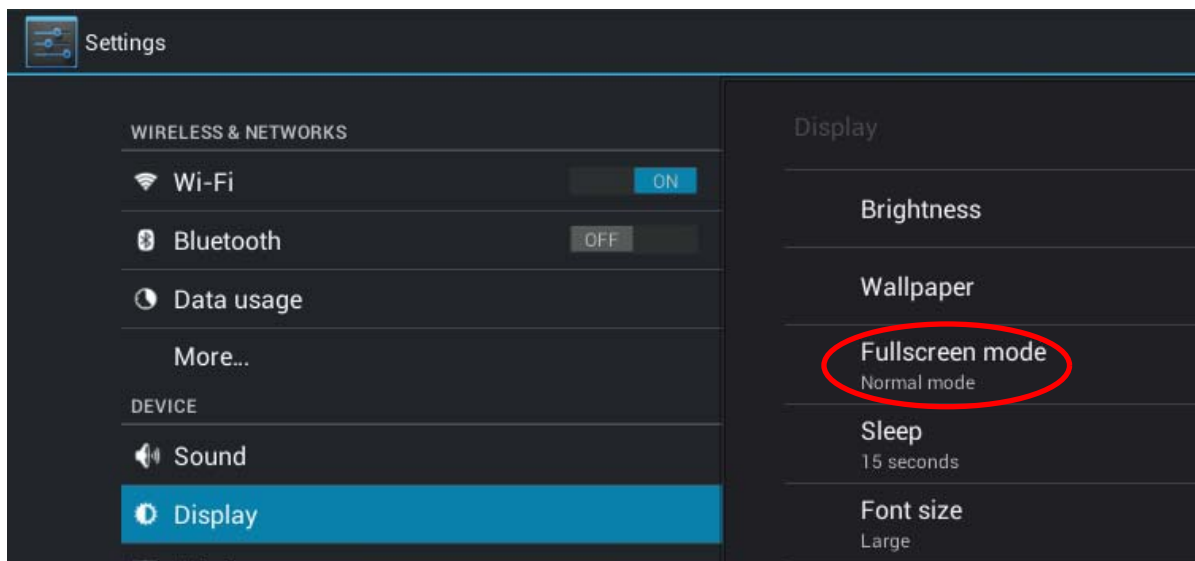 Settings
WIRELESS & NETWORKS
Wi-Fi
ON
Bluetooth
OFF
Data usage
More...
DEVICE
Sound
Display
Display
Brightness
Wallpaper
Fullscreen mode
Normal mode
Sleep
15 seconds
Font size
Large